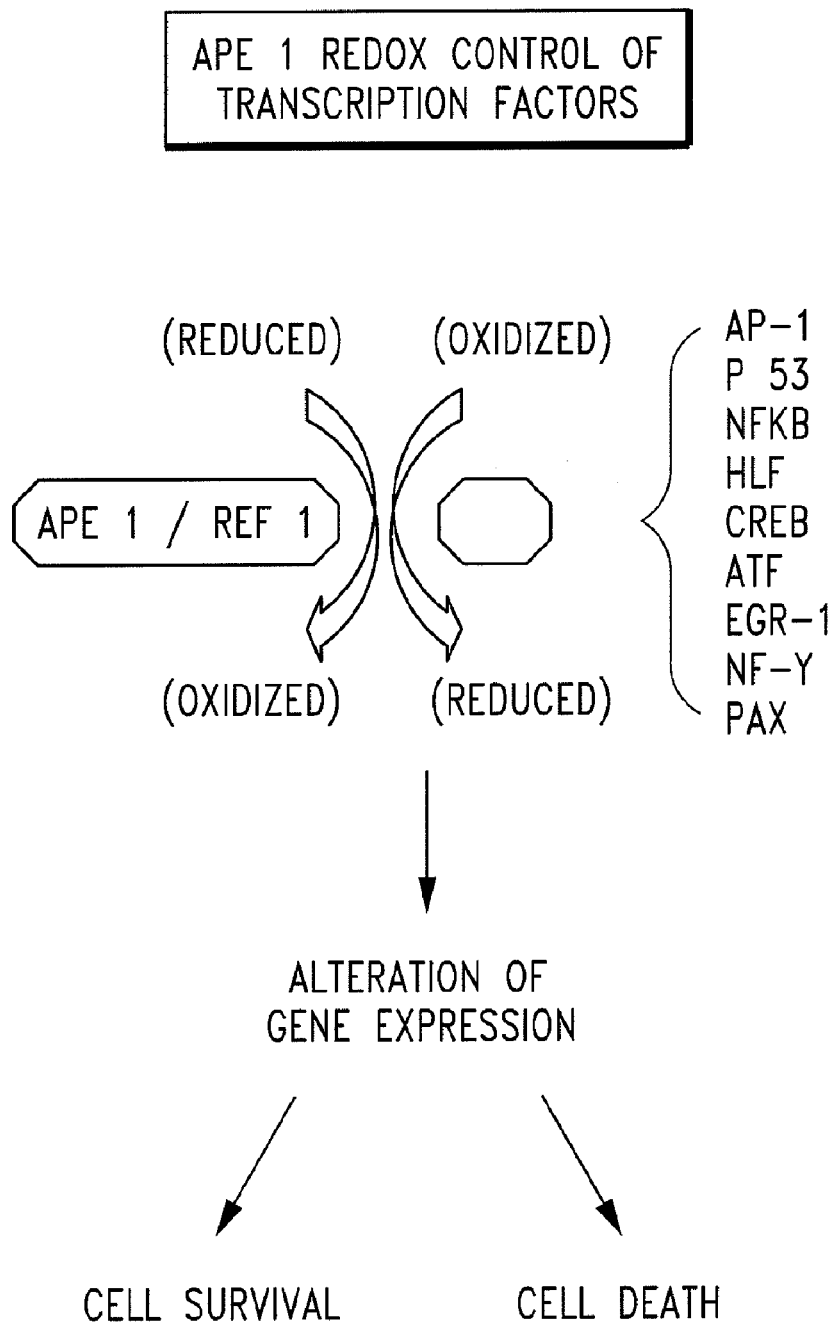 APE 1 REDOX CONTROL OF
TRANSCRIPTION FACTORS
(REDUCED) (OXIDIZED)
APE 1 / REF 1
(OXIDIZED) (REDUCED)
AP-1
P 53
NFKB
HLF
CREB
ATF
EGR-1
NF-Y
PAX
ALTERATION OF
GENE EXPRESSION
CELL SURVIVAL CELL DEATH